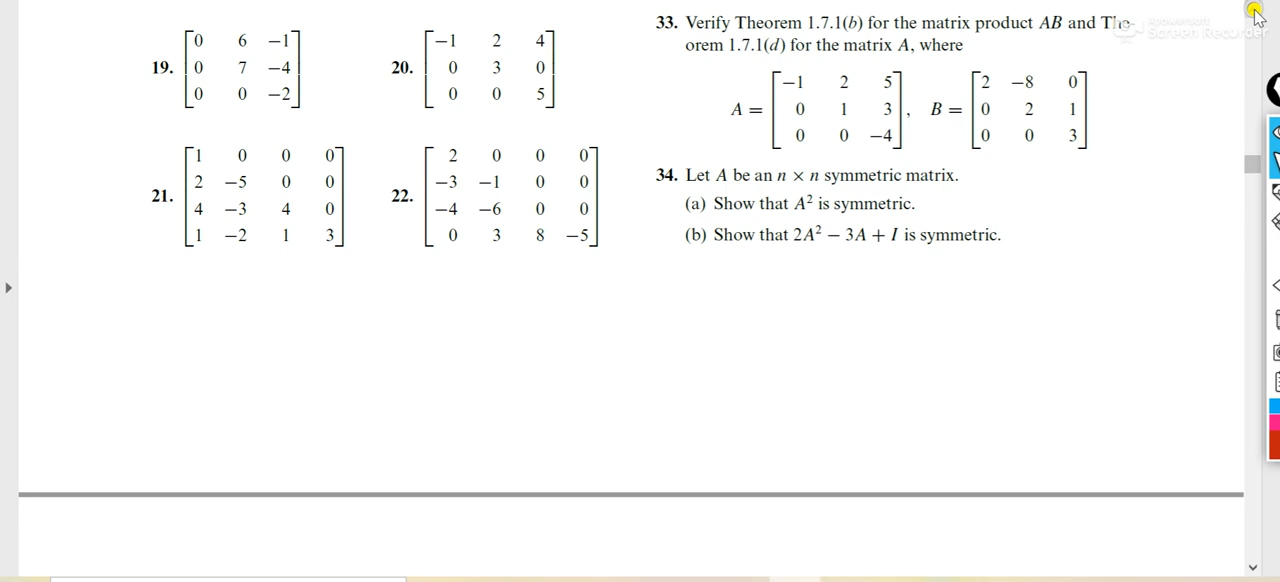 19. [0 6 −1
0 7 −4
0 0 −2]
20. [−1 2 4
0 3 0
0 0 5]
21. [1 0 0 0
2 −5 0 0
4 −3 4 0
1 −2 1 3]
22. [2 0 0 0
−3 −1 0 0
−4 −6 0 0
0 3 8 −5]
33. Verify Theorem 1.7.1(b) for the matrix product AB and The-
orem 1.7.1(d) for the matrix A, where
A = [−1 2 5
0 1 3
0 0 −4], B = [2 −8 0
0 2 1
0 0 3]
34. Let A be an n × n symmetric matrix.
(a) Show that A² is symmetric.
(b) Show that 2A² − 3A + I is symmetric.
Apowersoft
Screen Recorder